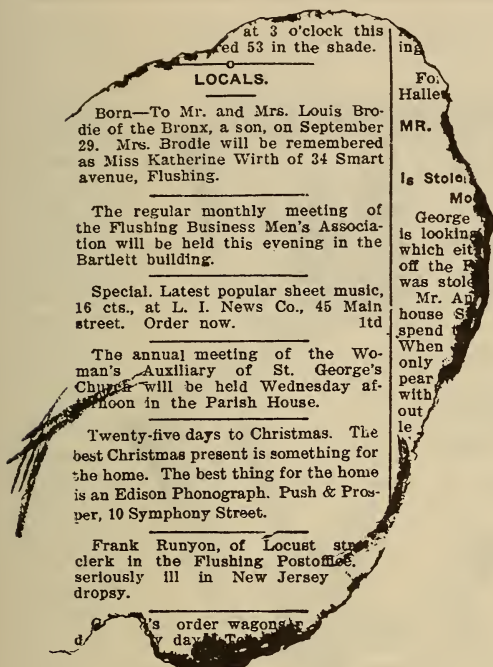 at 3 o'clock this
ed 53 in the shade.
LOCALS.
Born—To Mr. and Mrs. Louis Bro-
die of the Bronx, a son, on September
29. Mrs. Brodie will be remembered
as Miss Katherine Wirth of 34 Smart
avenue, Flushing.
The regular monthly meeting of
the Flushing Business Men's Associa-
tion will be held this evening in the
Bartlett building.
Special. Latest popular sheet music,
16 cts., at L. I. News Co., 45 Main
street. Order now. 1td
The annual meeting of the Wo-
man's Auxiliary of St. George's
Church will be held Wednesday af-
ternoon in the Parish House.
Twenty-five days to Christmas. The
best Christmas present is something for
the home. The best thing for the home
is an Edison Phonograph. Push & Pros-
per, 10 Symphony Street.
Frank Runyon, of Locust
clerk in the Flushing Postoffice,
seriously ill in New Jersey
dropsy.
's order wagons
day
ing
Halle
MR.
Is Stole
Mo
George
is looking
which eit
off the
was stole
Mr. Ap
house S
spend
When
only
pear
with
out
le